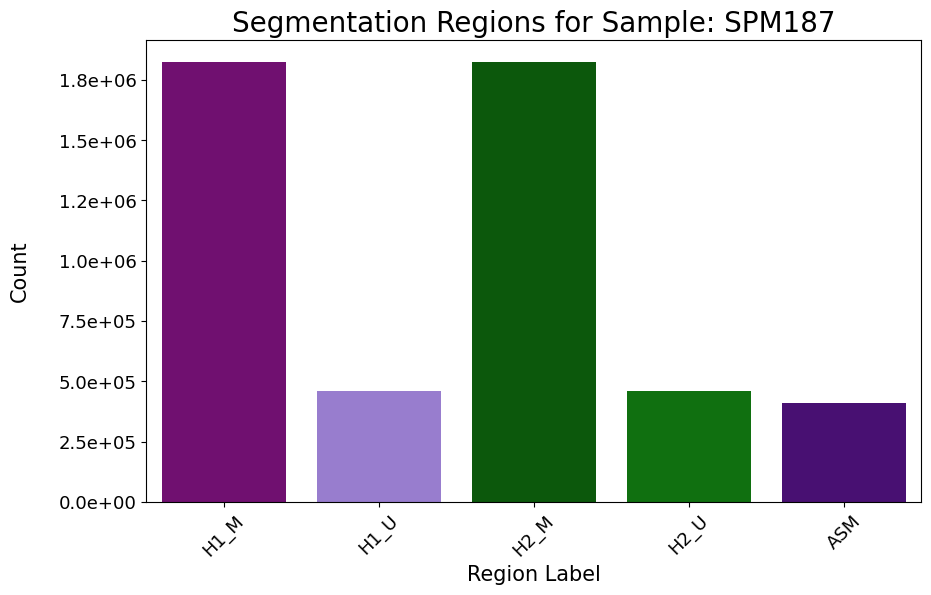 Segmentation Regions for Sample: SPM187
1.8e+06
1.5e+06
1.2e+06
1.0e+06
7.5e+05
5.0e+05
2.5e+05
0.0e+00
Count
H1_M
H1_U
H2_M
H2_U
ASM
Region Label